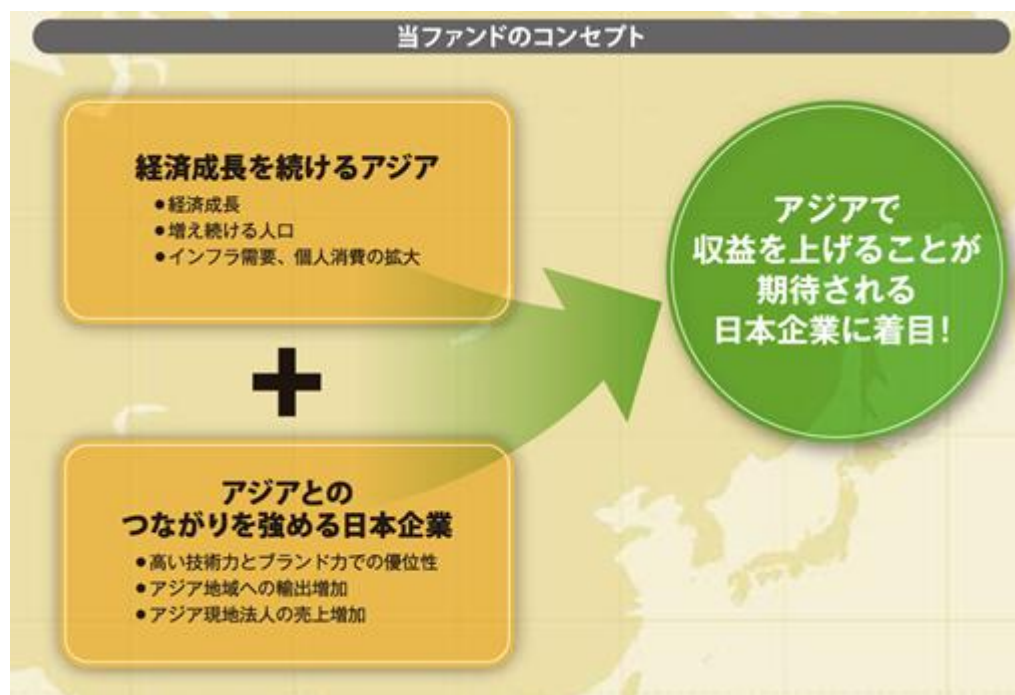 当ファンドのコンセプト
経済成長を続けるアジア
●経済成長
●増え続ける人口
●インフラ需要、個人消費の拡大
+
アジアとの
つながりを強める日本企業
●高い技術力とブランド力での優位性
●アジア地域への輸出増加
●アジア現地法人の売上増加
アジアで
収益を上げることが
期待される
日本企業に着目!